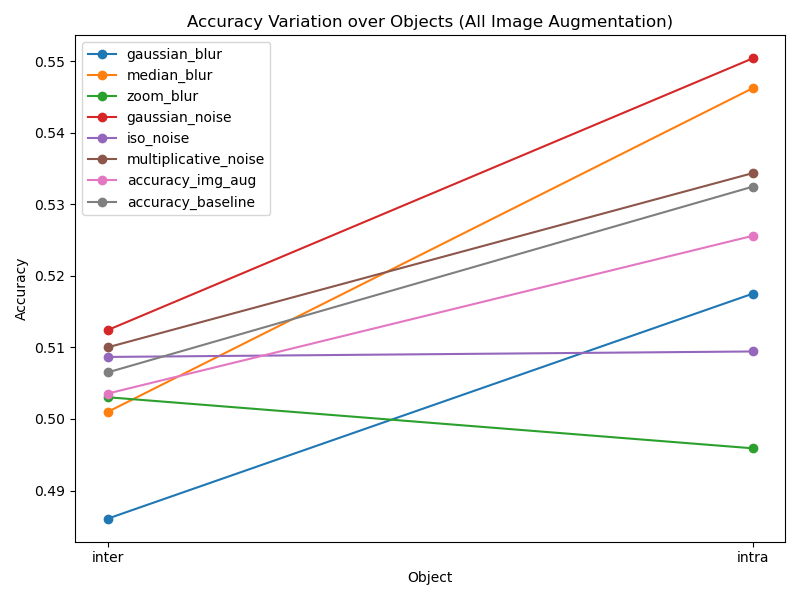 Accuracy Variation over Objects (All Image Augmentation)
gaussian_blur
median_blur
zoom_blur
gaussian_noise
iso_noise
multiplicative_noise
accuracy_img_aug
accuracy_baseline
0.55
0.54
0.53
0.52
0.51
0.50
0.49
Accuracy
inter
intra
Object